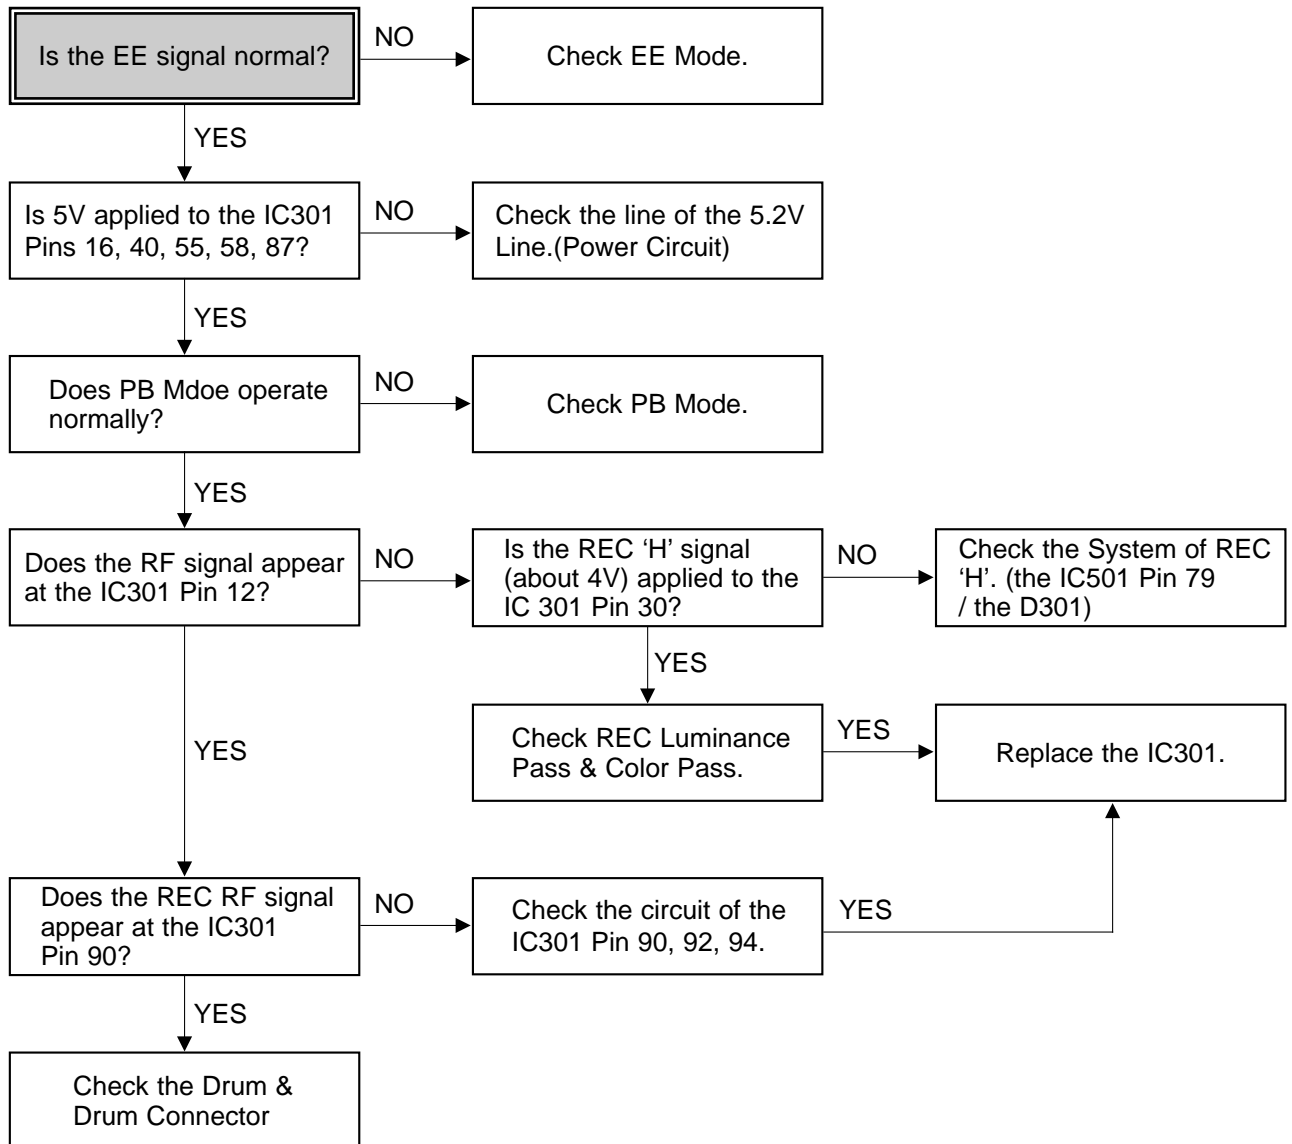 Is the EE signal normal?
NO
Check EE Mode.
YES
Is 5V applied to the IC301
Pins 16, 40, 55, 58, 87?
NO
Check the line of the 5.2V
Line.(Power Circuit)
YES
Does PB Mdoe operate
normally?
NO
Check PB Mode.
YES
Does the RF signal appear
at the IC301 Pin 12?
NO
Is the REC ‘H’ signal
(about 4V) applied to the
IC 301 Pin 30?
NO
Check the System of REC
‘H’. (the IC501 Pin 79
/ the D301)
YES
YES
Check REC Luminance
Pass & Color Pass.
YES
Replace the IC301.
Does the REC RF signal
appear at the IC301
Pin 90?
NO
Check the circuit of the
IC301 Pin 90, 92, 94.
YES
YES
Check the Drum &
Drum Connector